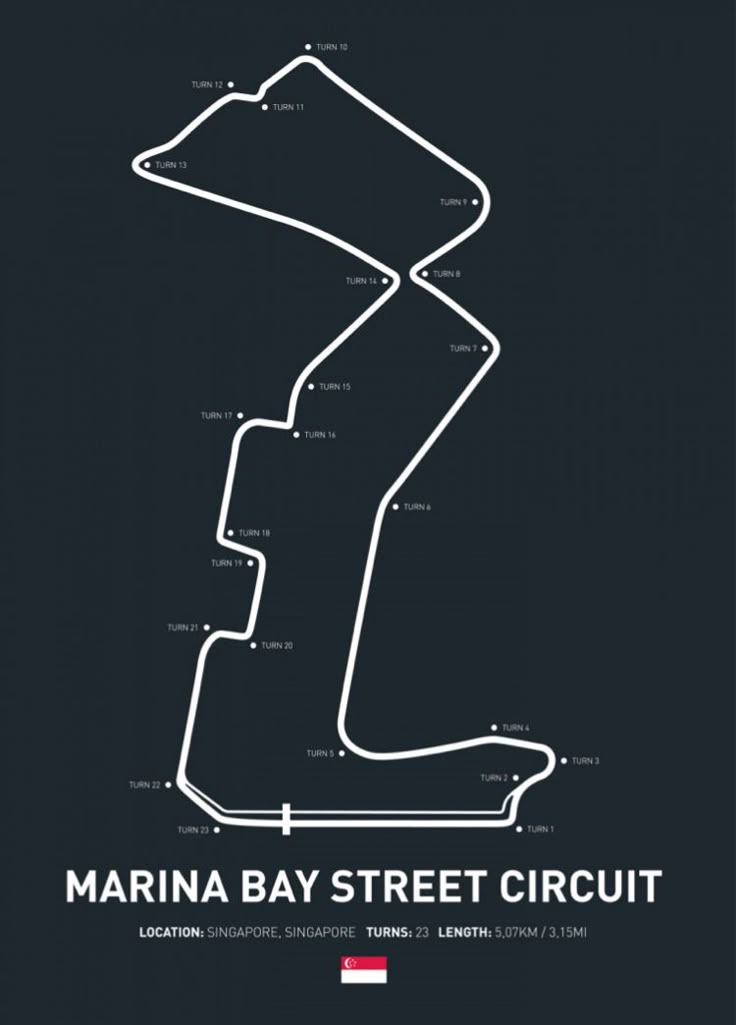 TURN 10
TURN 12
TURN 11
TURN 13
TURN 9
TURN 8
TURN 14
TURN 7
TURN 15
TURN 17
TURN 16
TURN 6
TURN 18
TURN 19
TURN 21
TURN 20
TURN 4
TURN 5
TURN 3
TURN 2
TURN 22
TURN 23
TURN 1
MARINA BAY STREET CIRCUIT
LOCATION: SINGAPORE, SINGAPORE TURNS: 23 LENGTH: 5,07KM / 3,15MI